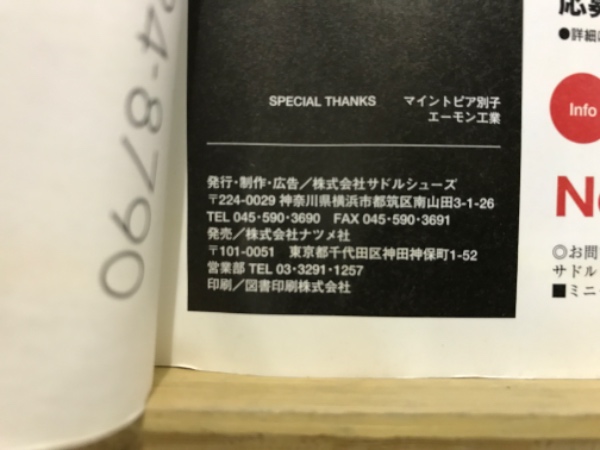 24-8790
SPECIAL THANKS マイントピア別子
エーモン工業
発行・制作・広告／株式会社サドルシューズ
〒224-0029 神奈川県横浜市都筑区南山田3-1-26
TEL 045・590・3690 FAX 045・590・3691
発売／株式会社ナツメ社
〒101-0051 東京都千代田区神田神保町1-52
営業部 TEL 03・3291・1257
印刷／図書印刷株式会社
●詳細
Info
No
◎お問
サドル
■ミニ